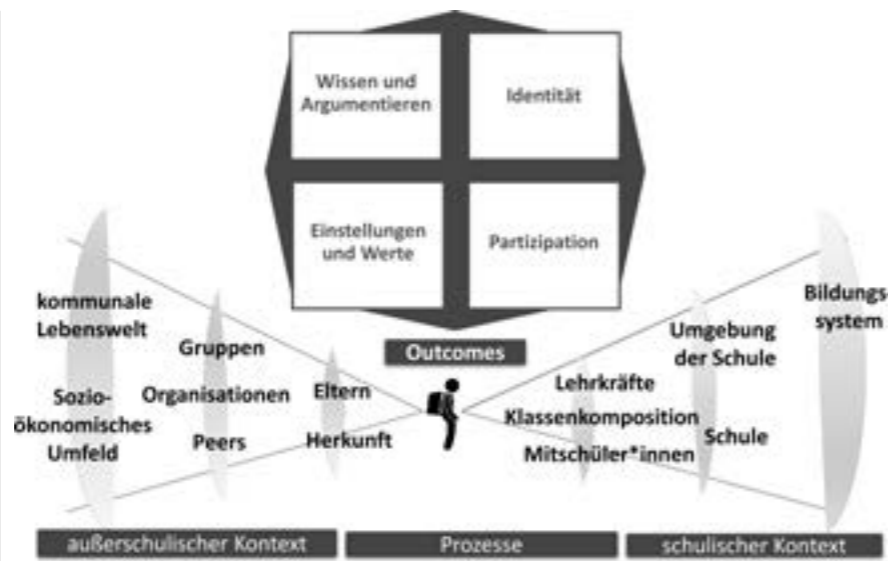 Wissen und
Argumentieren
Identität
Einstellungen
und Werte
Partizipation
Outcomes
kommunale
Lebenswelt
Sozio-
ökonomisches
Umfeld
Gruppen
Organisationen
Peers
Eltern
Herkunft
Lehrkräfte
Klassenkomposition
Mitschüler*innen
Umgebung
der Schule
Schule
Bildungs-
system
außerschulischer Kontext
Prozesse
schulischer Kontext